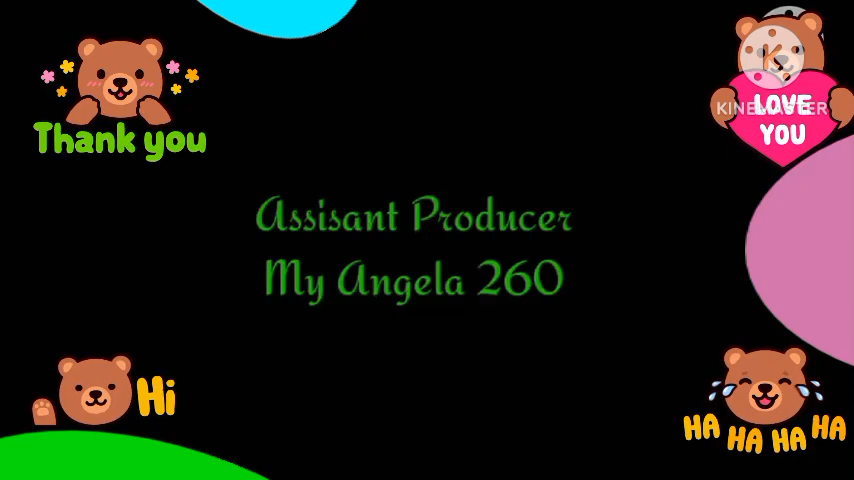 Thank you
LOVE
YOU
KINEMASTER
Assisant Producer
My Angela 260
Hi
HA HA HA HA